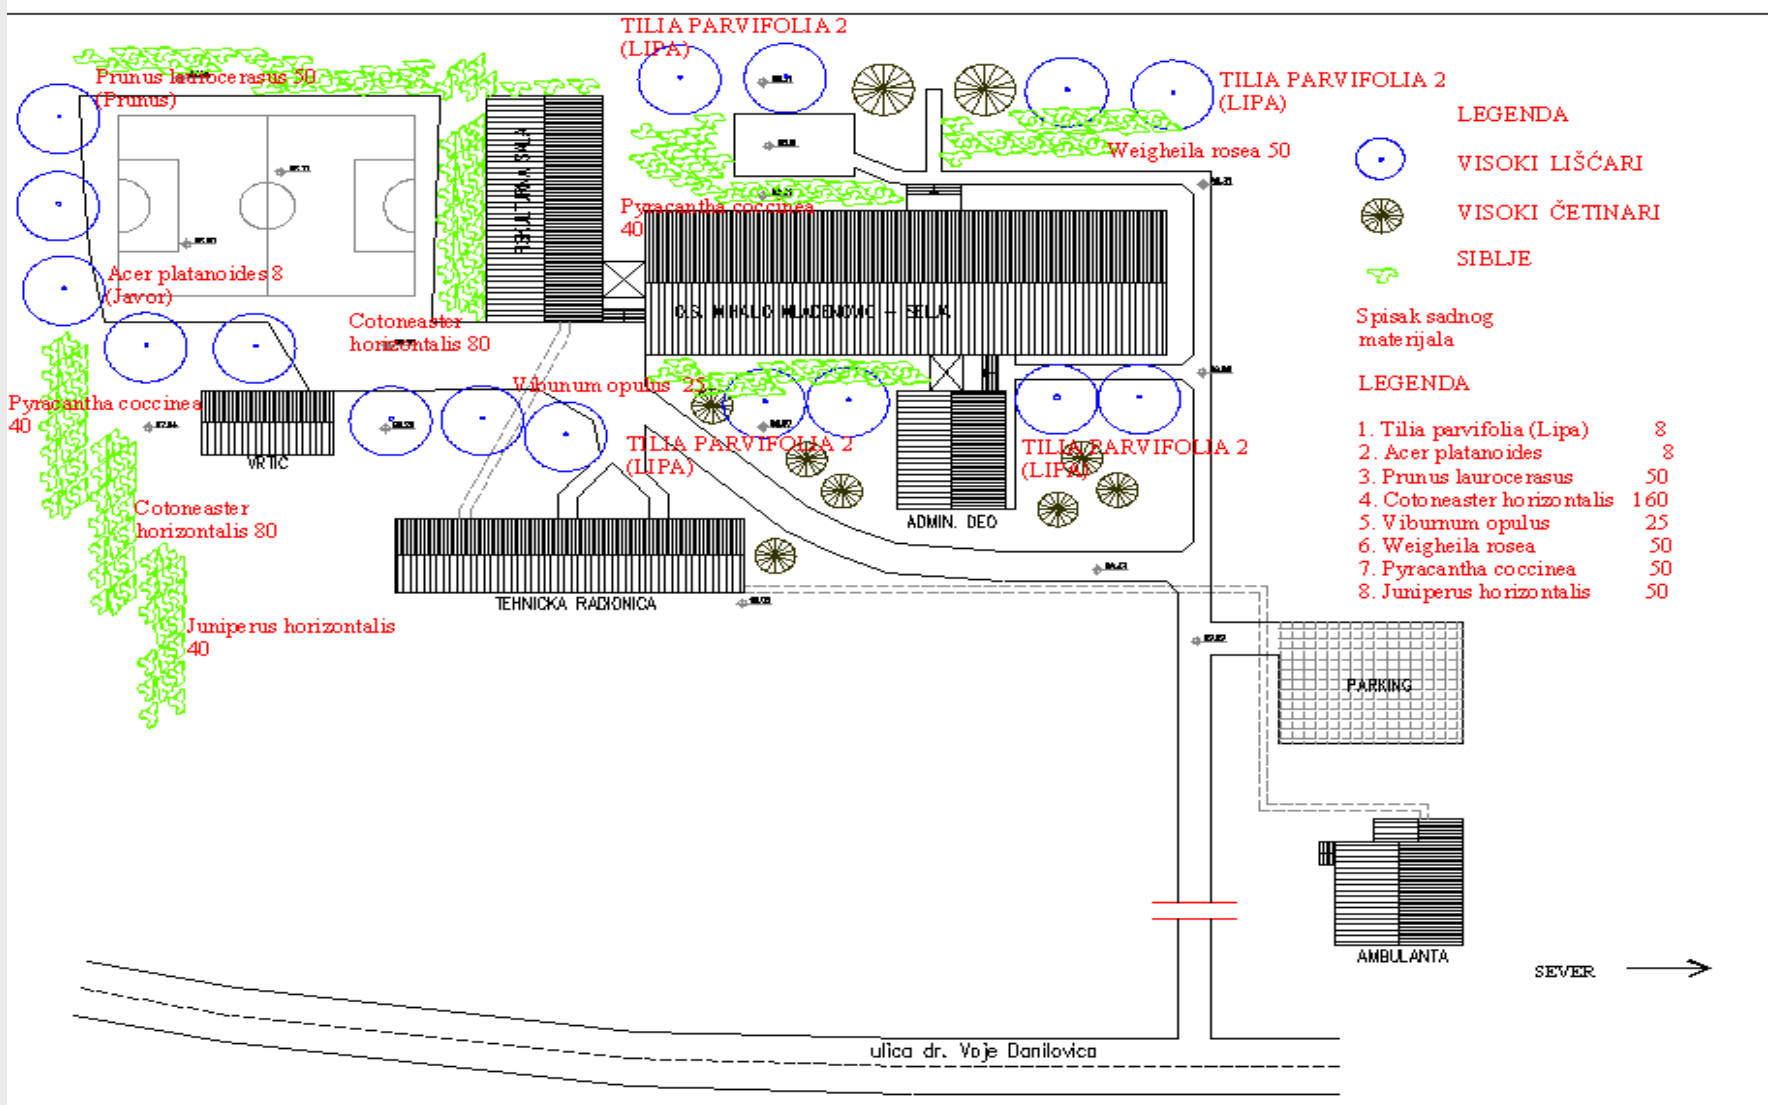 TILIA PARVIFOLIA 2
(LIPA)
Prunus laurocerasus 50
(Prunus)
TILIA PARVIFOLIA 2
(LIPA)
Weigheila rosea 50
Pyracantha coccinea
40
Acer platanoides 8
(Javor)
Cotoneaster
horizontalis 80
O.S. MIHAILO MLADENOVIC - SELJA
Vibunum opulus 25
Pyracantha coccinea
40
VRTIC
TILIA PARVIFOLIA 2
(LIPA)
TILIA PARVIFOLIA 2
(LIPA)
Cotoneaster
horizontalis 80
ADMIN. DEO
TEHNICKA RADIONICA
Juniperus horizontalis
40
PARKING
AMBULANTA
SEVER
ulica dr. Voje Danilovica
LEGENDA
VISOKI LIŠĆARI
VISOKI ČETINARI
SIBLJE
Spisak sadnog
materijala
LEGENDA
1. Tilia parvifolia (Lipa) 8
2. Acer platanoides 8
3. Prunus laurocerasus 50
4. Cotoneaster horizontalis 160
5. Viburnum opulus 25
6. Weigheila rosea 50
7. Pyracantha coccinea 50
8. Juniperus horizontalis 50